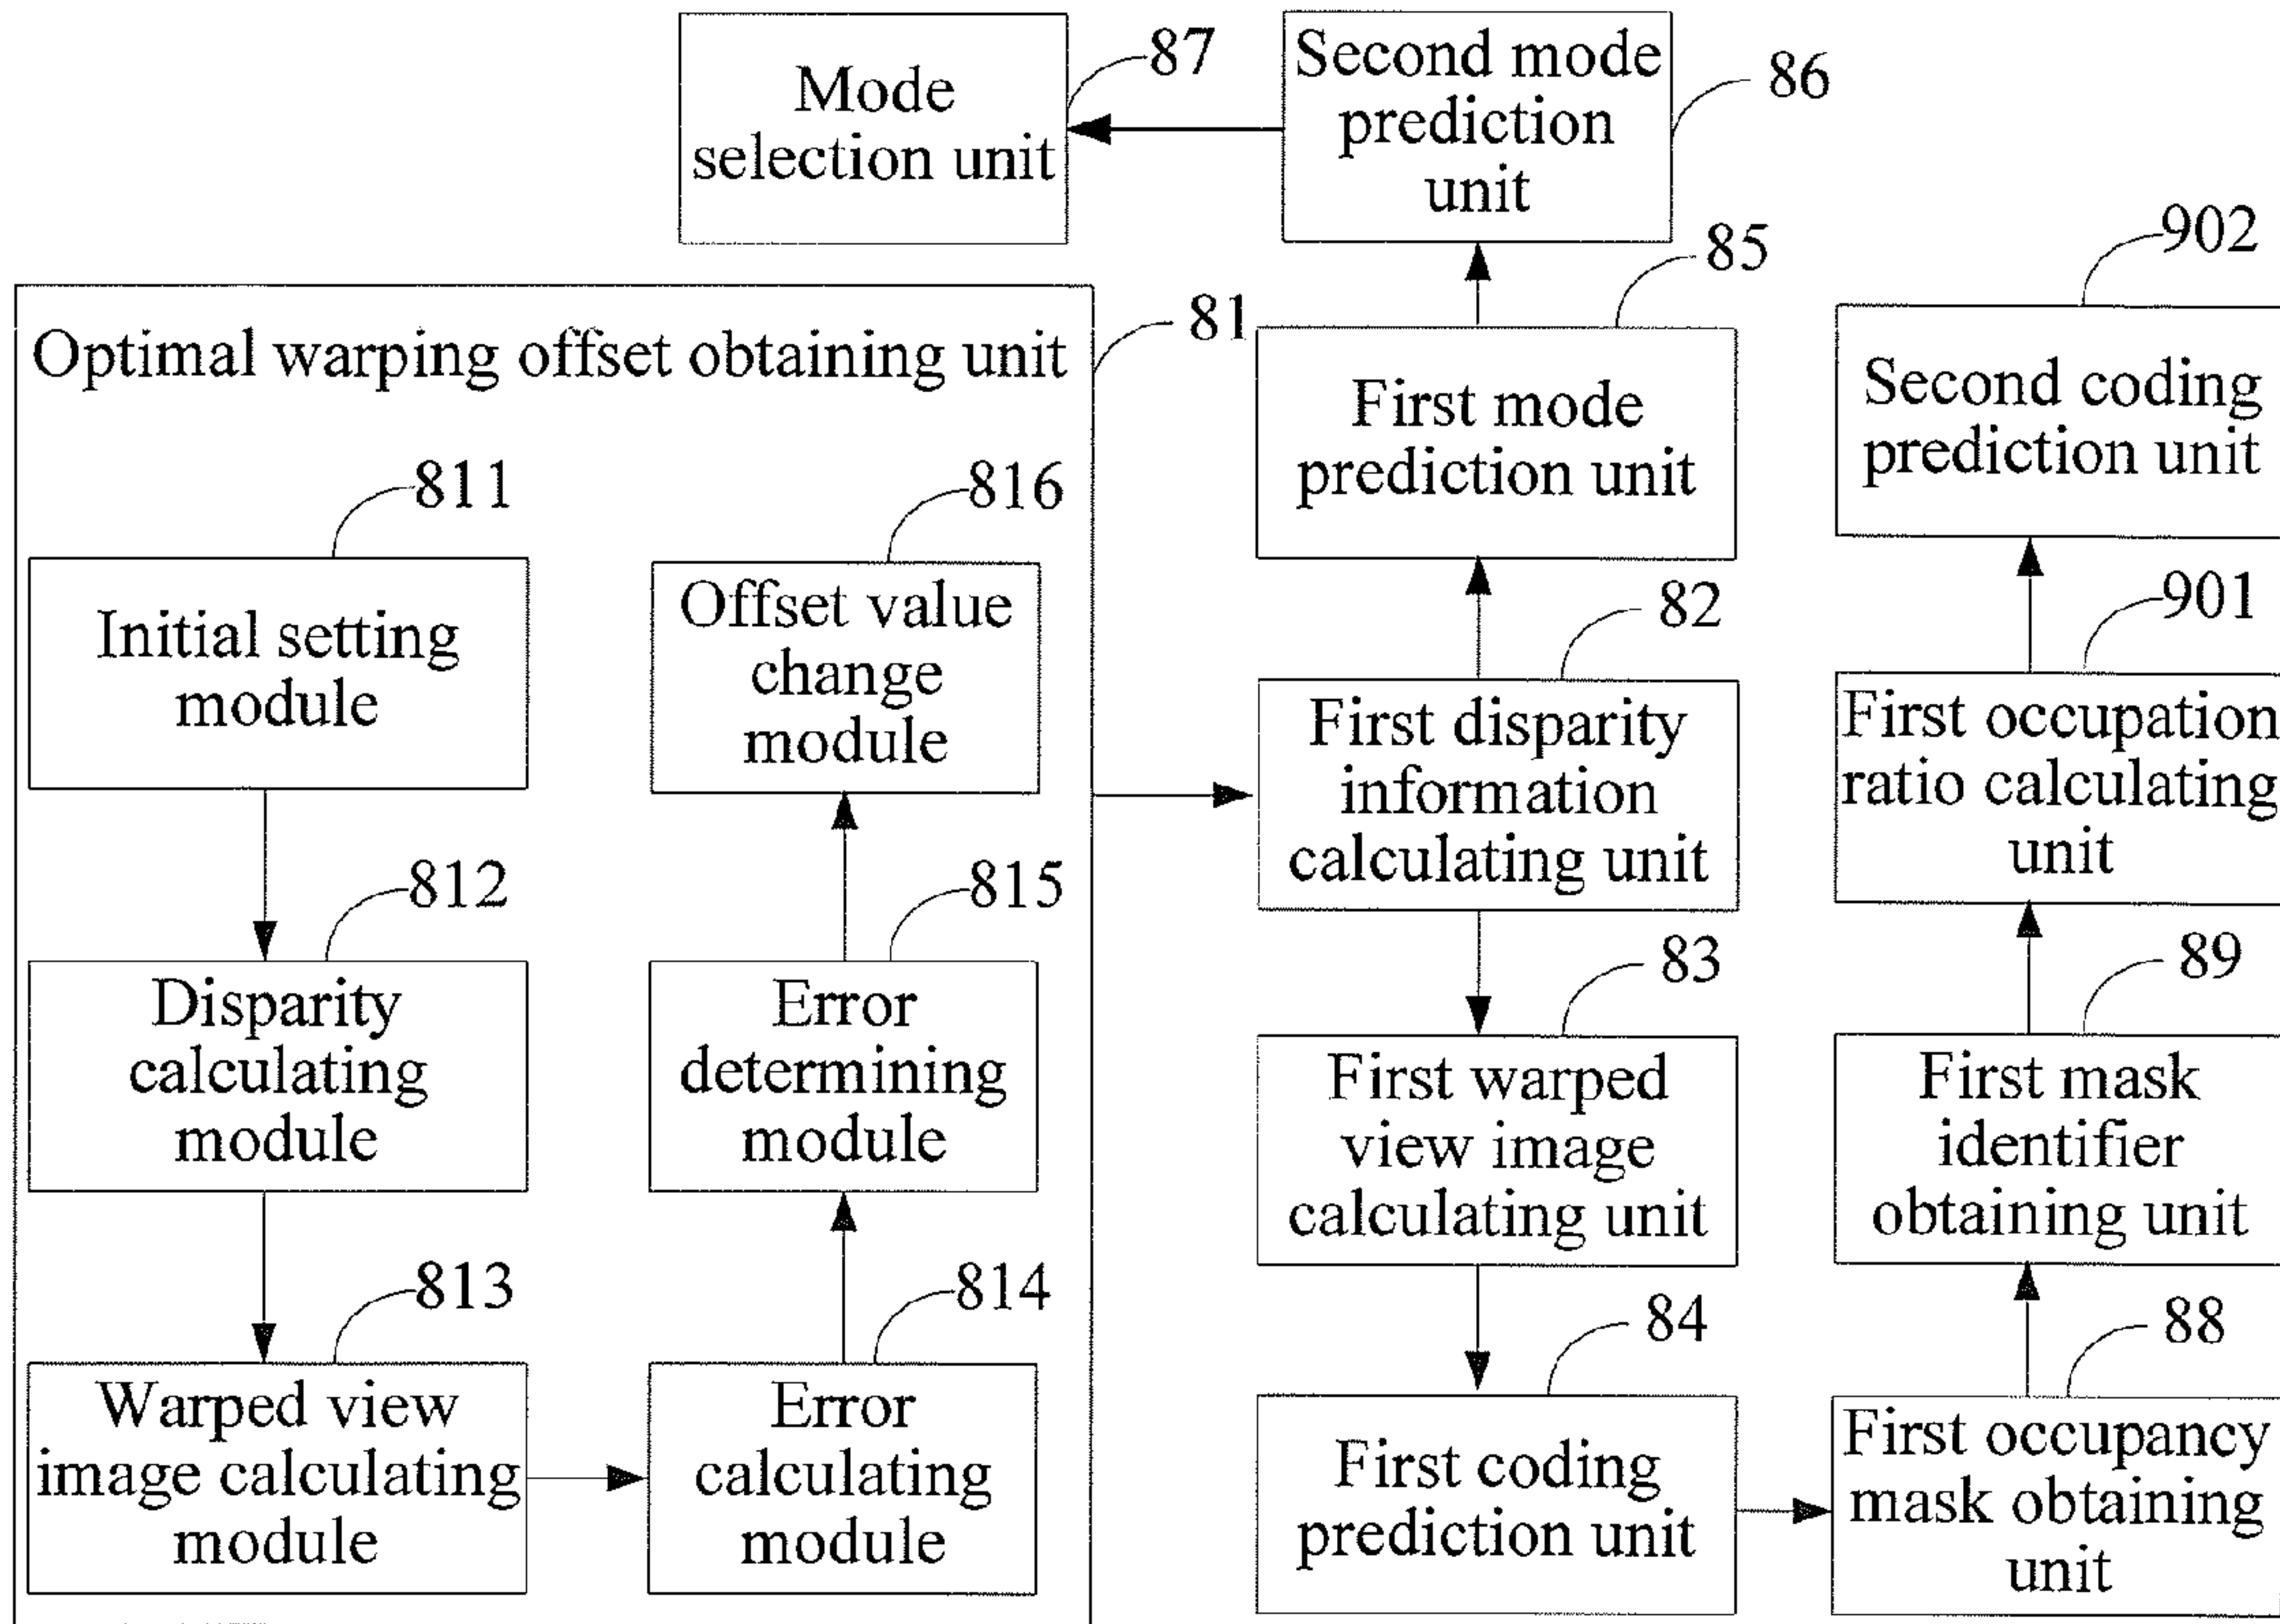 Mode
selection unit
87
Second mode
prediction
unit
86
Optimal warping offset obtaining unit
81
Initial setting
module
811
Disparity
calculating
module
812
Warped view
image calculating
module
813
Error
calculating
module
814
Error
determining
module
815
Offset value
change
module
816
First mode
prediction unit
85
First disparity
information
calculating unit
82
First warped
view image
calculating unit
83
First coding
prediction unit
84
First occupancy
mask obtaining
unit
88
First mask
identifier
obtaining unit
89
First occupation
ratio calculating
unit
901
Second coding
prediction unit
902